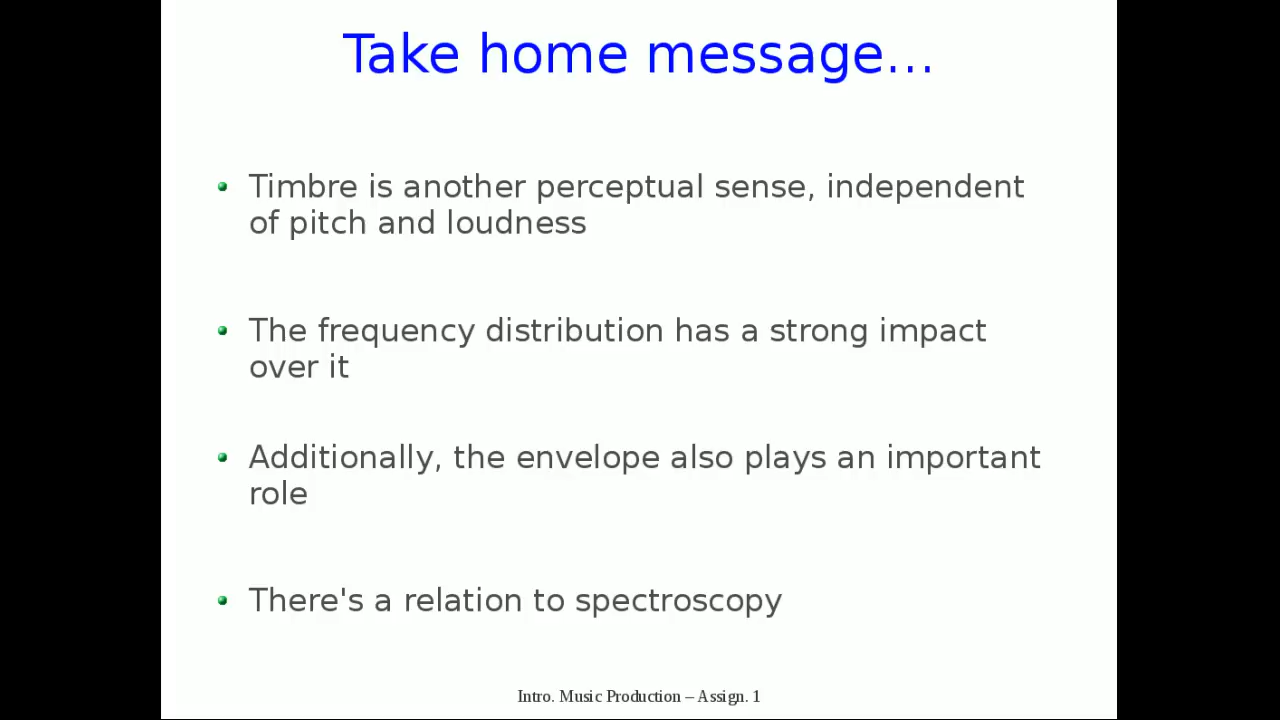 Take home message...
Timbre is another perceptual sense, independent
of pitch and loudness
The frequency distribution has a strong impact
over it
Additionally, the envelope also plays an important
role
There's a relation to spectroscopy
Intro. Music Production – Assign. 1